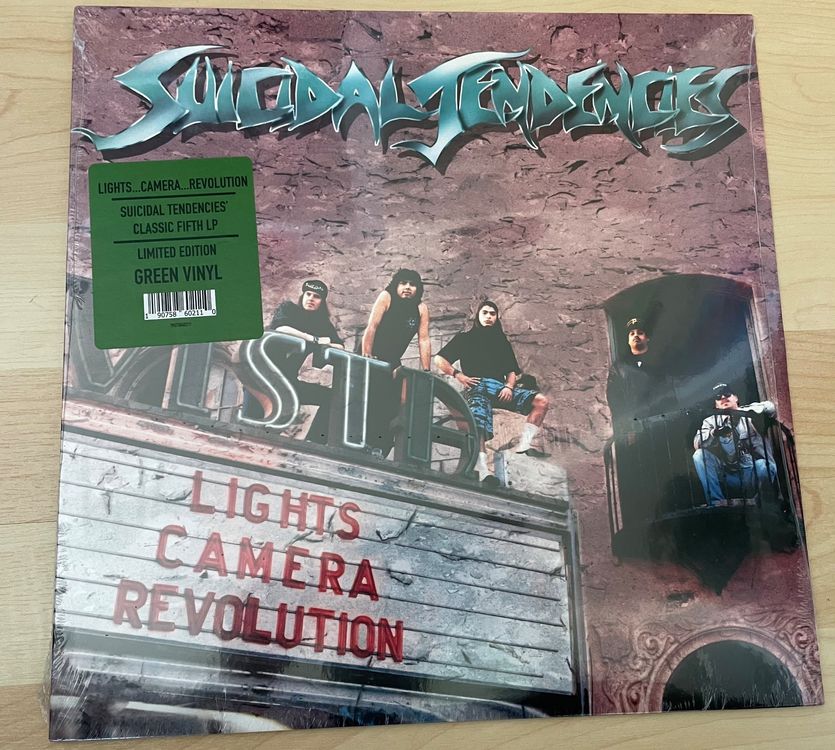 SUICIDAL TENDENCIES
LIGHTS...CAMERA...REVOLUTION
SUICIDAL TENDENCIES'
CLASSIC FIFTH LP
LIMITED EDITION
GREEN VINYL
1 90758 60211 0
VISTA
LIGHTS
CAMERA
REVOLUTION